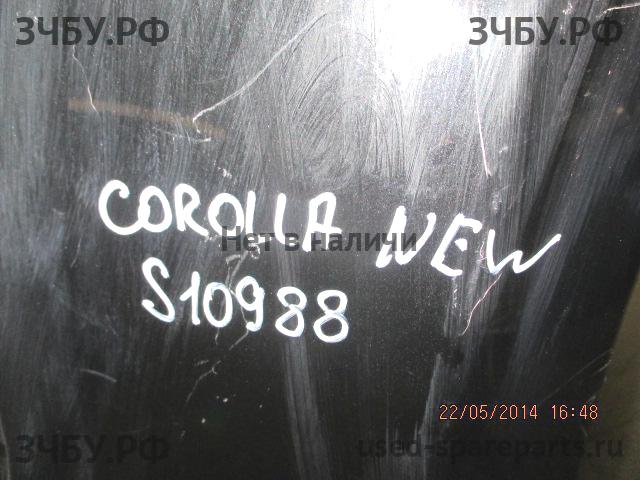 ЗЧБУ.РФ ЗЧБУ.РФ
COROLLA NEW
Нет в наличи
S10988
22/05/2014 16:48
ЗЧБУ.РФ used-spareparts.ru